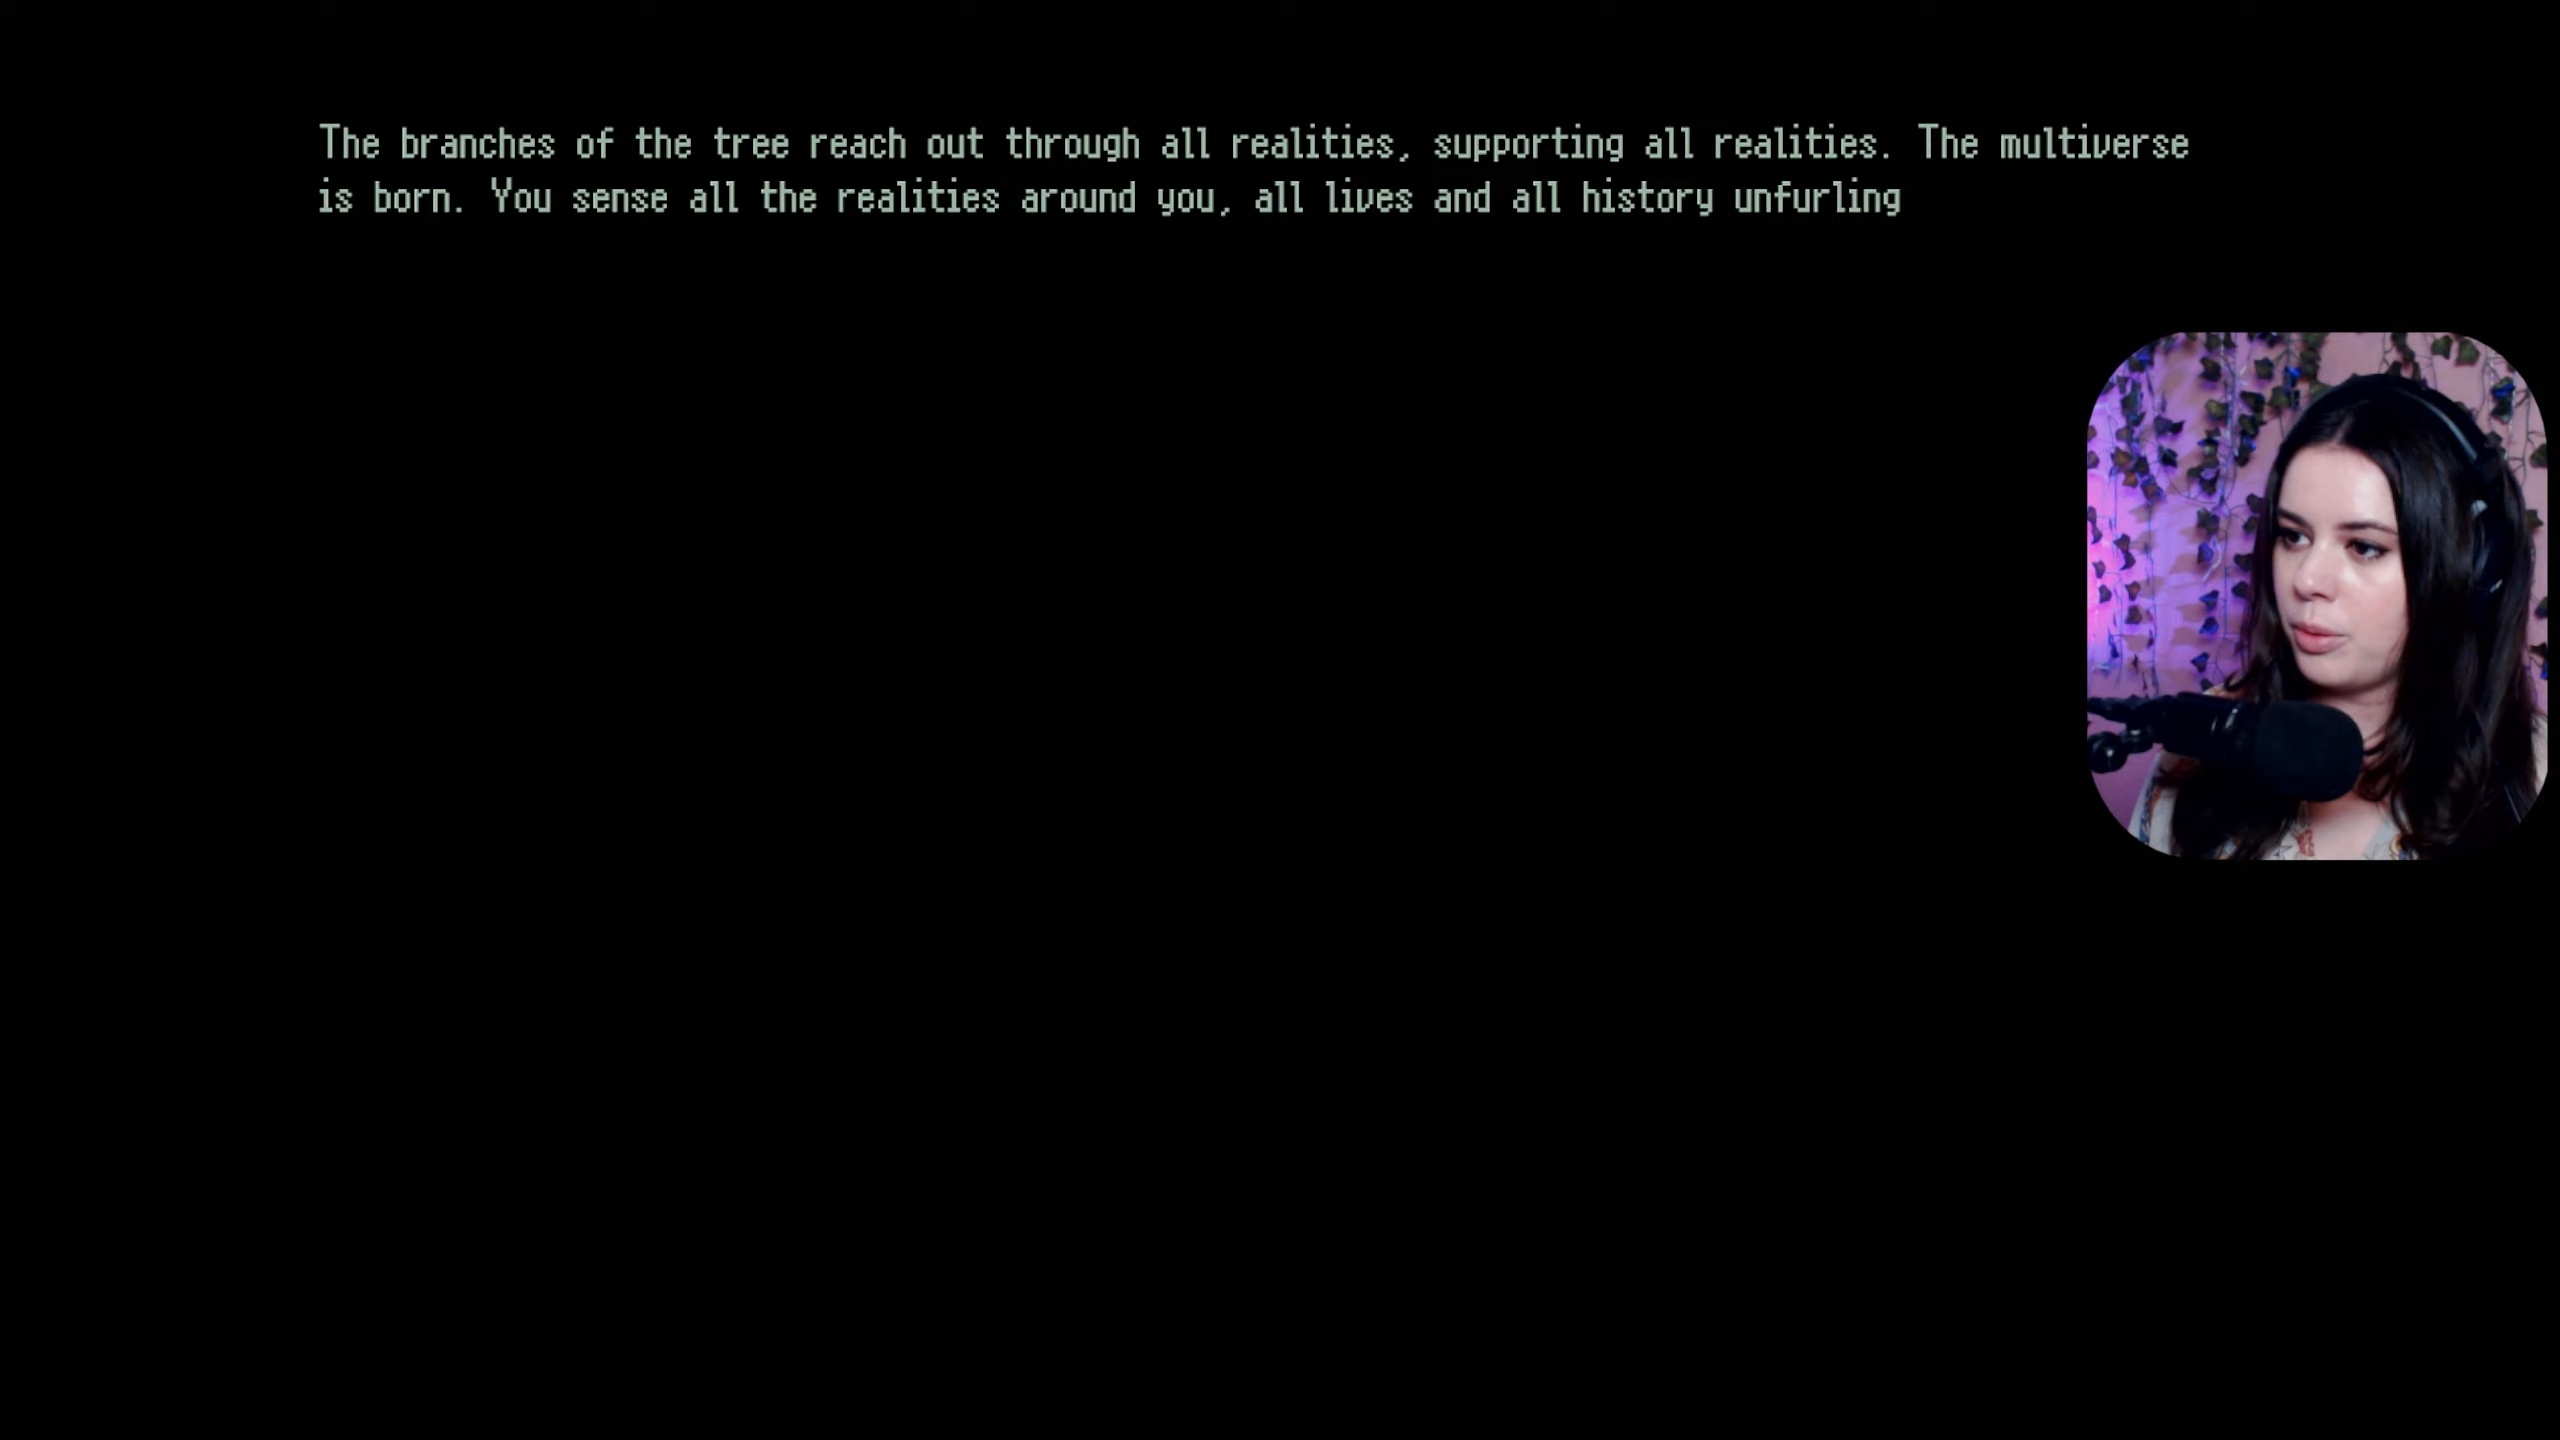 The branches of the tree reach out through all realities, supporting all realities. The multiverse
is born. You sense all the realities around you, all lives and all history unfurling